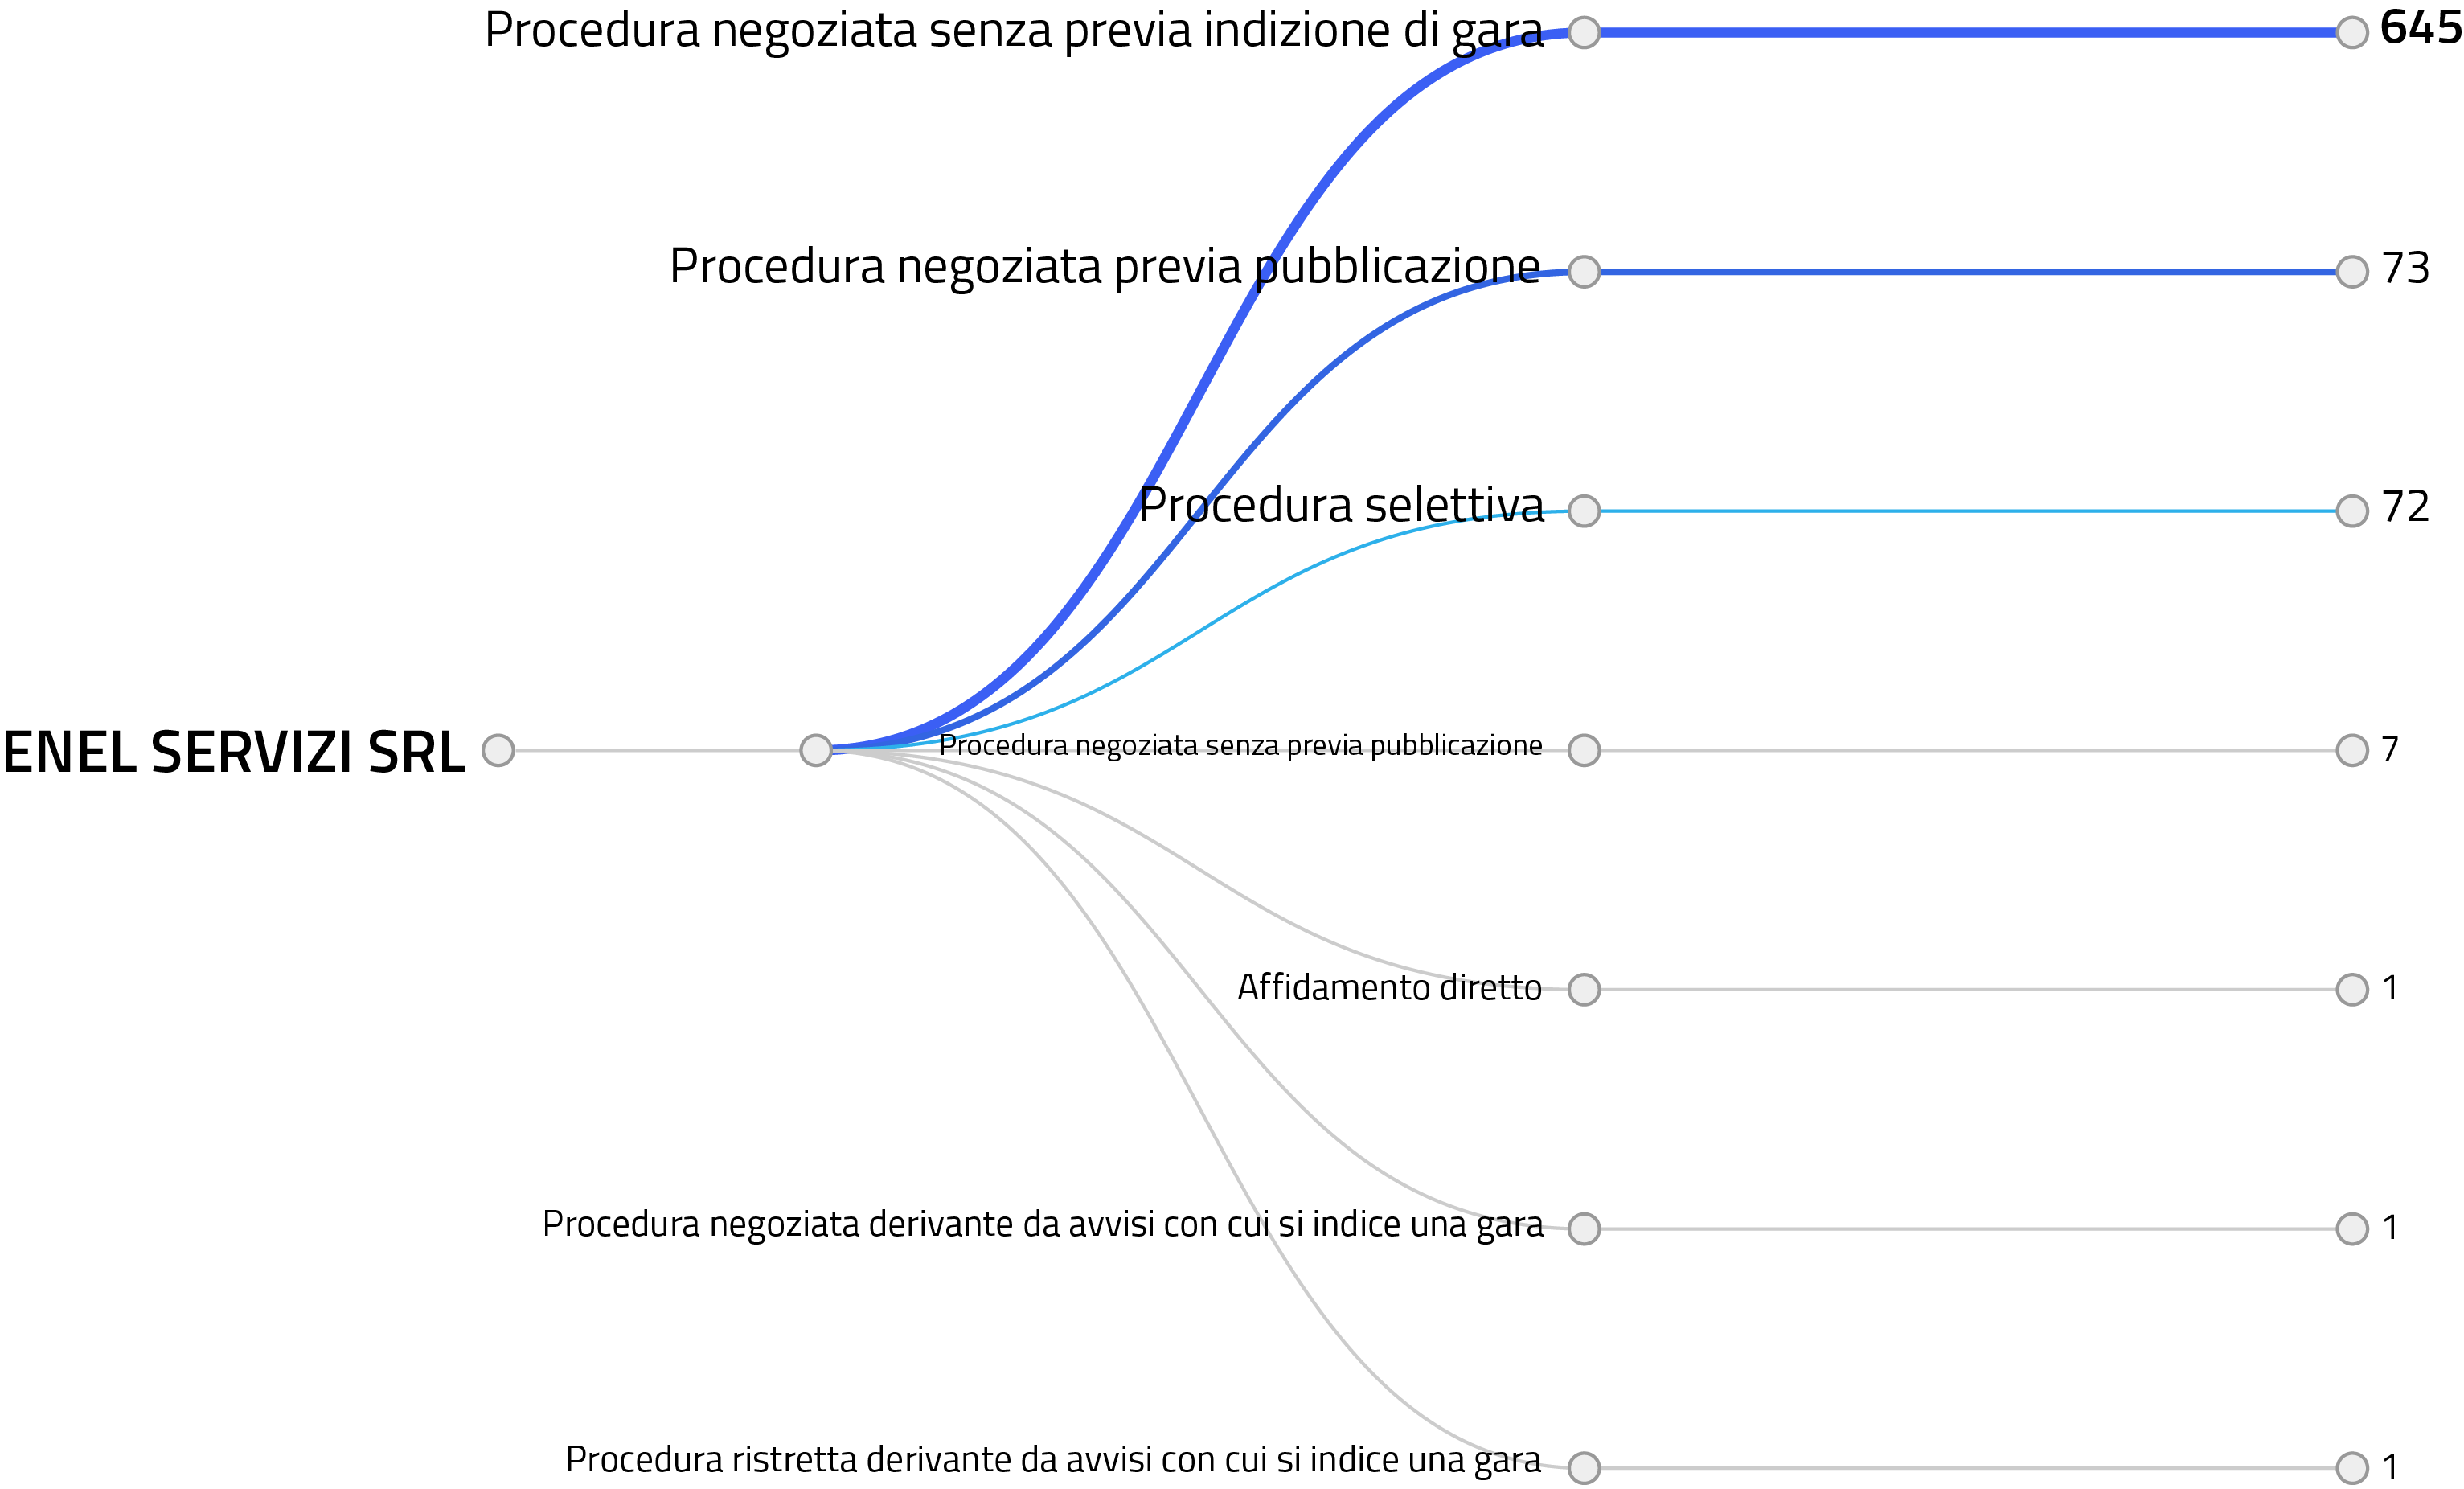 Procedura negoziata senza previa indizione di gara 645
Procedura negoziata previa pubblicazione 73
Procedura selettiva 72
ENEL SERVIZI SRL Procedura negoziata senza previa pubblicazione 7
Affidamento diretto 1
Procedura negoziata derivante da avvisi con cui si indice una gara 1
Procedura ristretta derivante da avvisi con cui si indice una gara 1